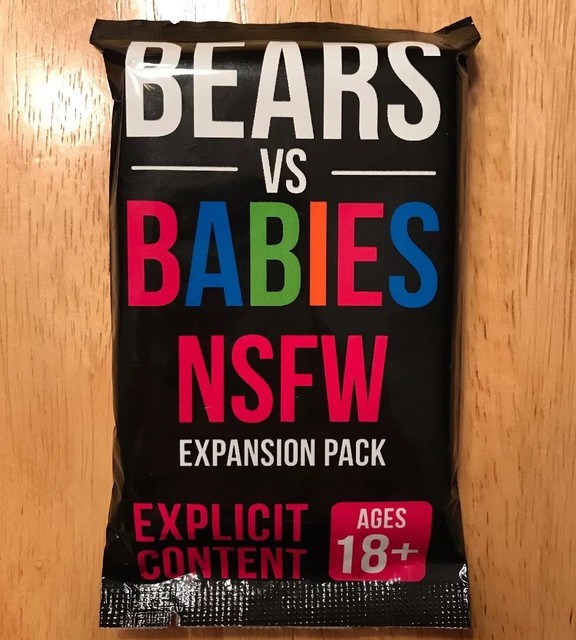 BEARS
VS
BABIES
NSFW
EXPANSION PACK
EXPLICIT
CONTENT
AGES
18+